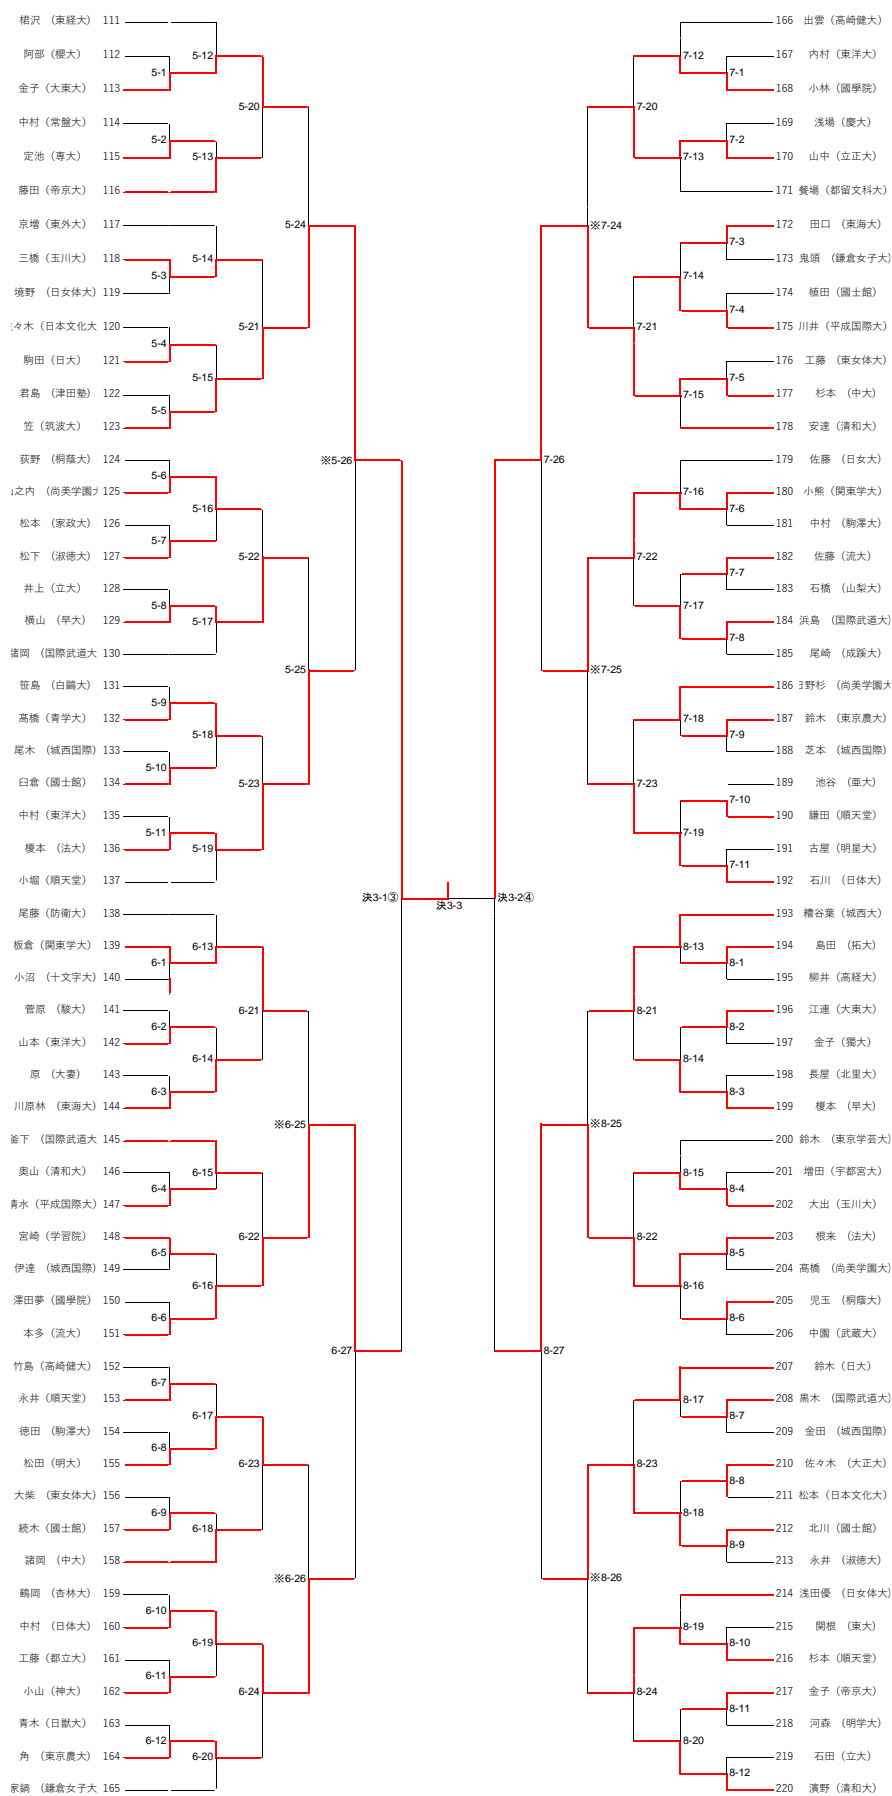 桾沢 （東経大） 111
阿部（櫻大） 112
5-12
5-1
金子（大東大） 113
5-20
中村（常盤大） 114
5-2
定池（専大） 115
5-13
藤田（帝京大） 116
京増（東外大） 117
5-24
三橋（玉川大） 118
5-14
5-3
境野 （日女体大） 119
々木（日本文化大 120
5-21
5-4
駒田（日大） 121
5-15
君島 （津田塾） 122
5-5
笠（筑波大） 123
荻野（桐蔭大） 124
※5-26
5-6
之内 （尚美学園 125
5-16
松本 （家政大） 126
5-7
松下（淑徳大） 127
5-22
井上（立大） 128
5-8
横山 （早大） 129
5-17
諸岡（国際武道大 130
5-25
笹島 （白鷗大） 131
5-9
髙橋（青学大） 132
5-18
尾木 （城西国際） 133
5-10
臼倉（國士館） 134
5-23
中村（東洋大） 135
5-11
榎本 （法大） 136
5-19
小堀（順天堂） 137
決3-1③
決3-3
尾藤（防衛大） 138
板倉（関東学大） 139
6-13
6-1
小沼 （十文字大） 140
菅原 （駿大） 141
6-21
6-2
山本（東洋大） 142
6-14
原 （大妻） 143
6-3
川原林 （東海大） 144
※6-25
釜下 （国際武道大 145
奥山（清和大） 146
6-15
6-4
水（平成国際大） 147
宮崎（学習院） 148
6-22
6-5
伊達 （城西国際） 149
6-16
澤田夢（國學院） 150
6-6
本多（流大） 151
6-27
竹島（高崎健大） 152
6-7
永井（順天堂） 153
6-17
徳田 （駒澤大） 154
6-8
松田（明大） 155
6-23
大柴 （東女体大） 156
6-9
続木（國士館） 157
6-18
諸岡（中大） 158
※6-26
鶴岡（杏林大） 159
6-10
中村 （日体大） 160
6-19
工藤（都立大） 161
6-11
小山（神大） 162
6-24
青木（日獣大） 163
6-12
角 （東京農大） 164
6-20
家鍋 （鎌倉女子大 165
166 出雲（高崎健大）
7-12
167 内村（東洋大）
7-1
168 小林（國學院）
7-20
169 浅場（慶大）
7-2
7-13
170 山中（立正大）
171 餐場（都留文科大）
※7-24
172 田口（東海大）
7-3
173 鬼頭 （鎌倉女子大）
7-14
174 植田（國士館）
7-4
7-21
175 川井（平成国際大）
176 工藤（東女体大）
7-5
7-15
177 杉本（中大）
178 安達（清和大）
7-26
179 佐藤（日女大）
7-16
180 小熊（関東学大）
7-6
181 中村（駒澤大）
7-22
182 佐藤（流大）
7-7
183 石橋 （山梨大）
7-17
184 浜島 （国際武道大）
7-8
185 尾崎 （成蹊大）
※7-25
186 野杉 （尚美学園大
7-18
187 鈴木（東京農大）
7-9
188 芝本（城西国際）
7-23
189 池谷 （亜大）
7-10
190 鎌田（順天堂）
7-19
191 古屋（明星大）
7-11
192 石川 （日体大）
決3-2④
193 糟谷葉（城西大）
8-13
194 島田（拓大）
8-1
195 柳井（高経大）
8-21
196 江連（大東大）
8-2
197 金子（獨大）
8-14
198 長屋（北里大）
8-3
199 榎本 （早大）
※8-25
200 鈴木 （東京学芸大）
8-15
201 増田（宇都宮大）
8-4
202 大出（玉川大）
8-22
203 根来（法大）
8-5
204 髙橋 （尚美学園大）
8-16
205 児玉 （桐蔭大）
8-6
206 中園（武蔵大）
8-27
207 鈴木（日大）
8-17
208 黒木 （国際武道大）
8-7
209 金田（城西国際）
8-23
210 佐々木 （大正大）
8-8
211 松本（日本文化大）
8-18
212 北川（國士館）
8-9
213 永井（淑徳大）
※8-26
214 浅田優（日女体大）
8-19
215 関根 （東大）
8-10
216 杉本（順天堂）
8-24
217 金子（帝京大）
8-11
218 河森 （明学大）
8-20
219 石田（立大）
8-12
220 濱野（清和大）